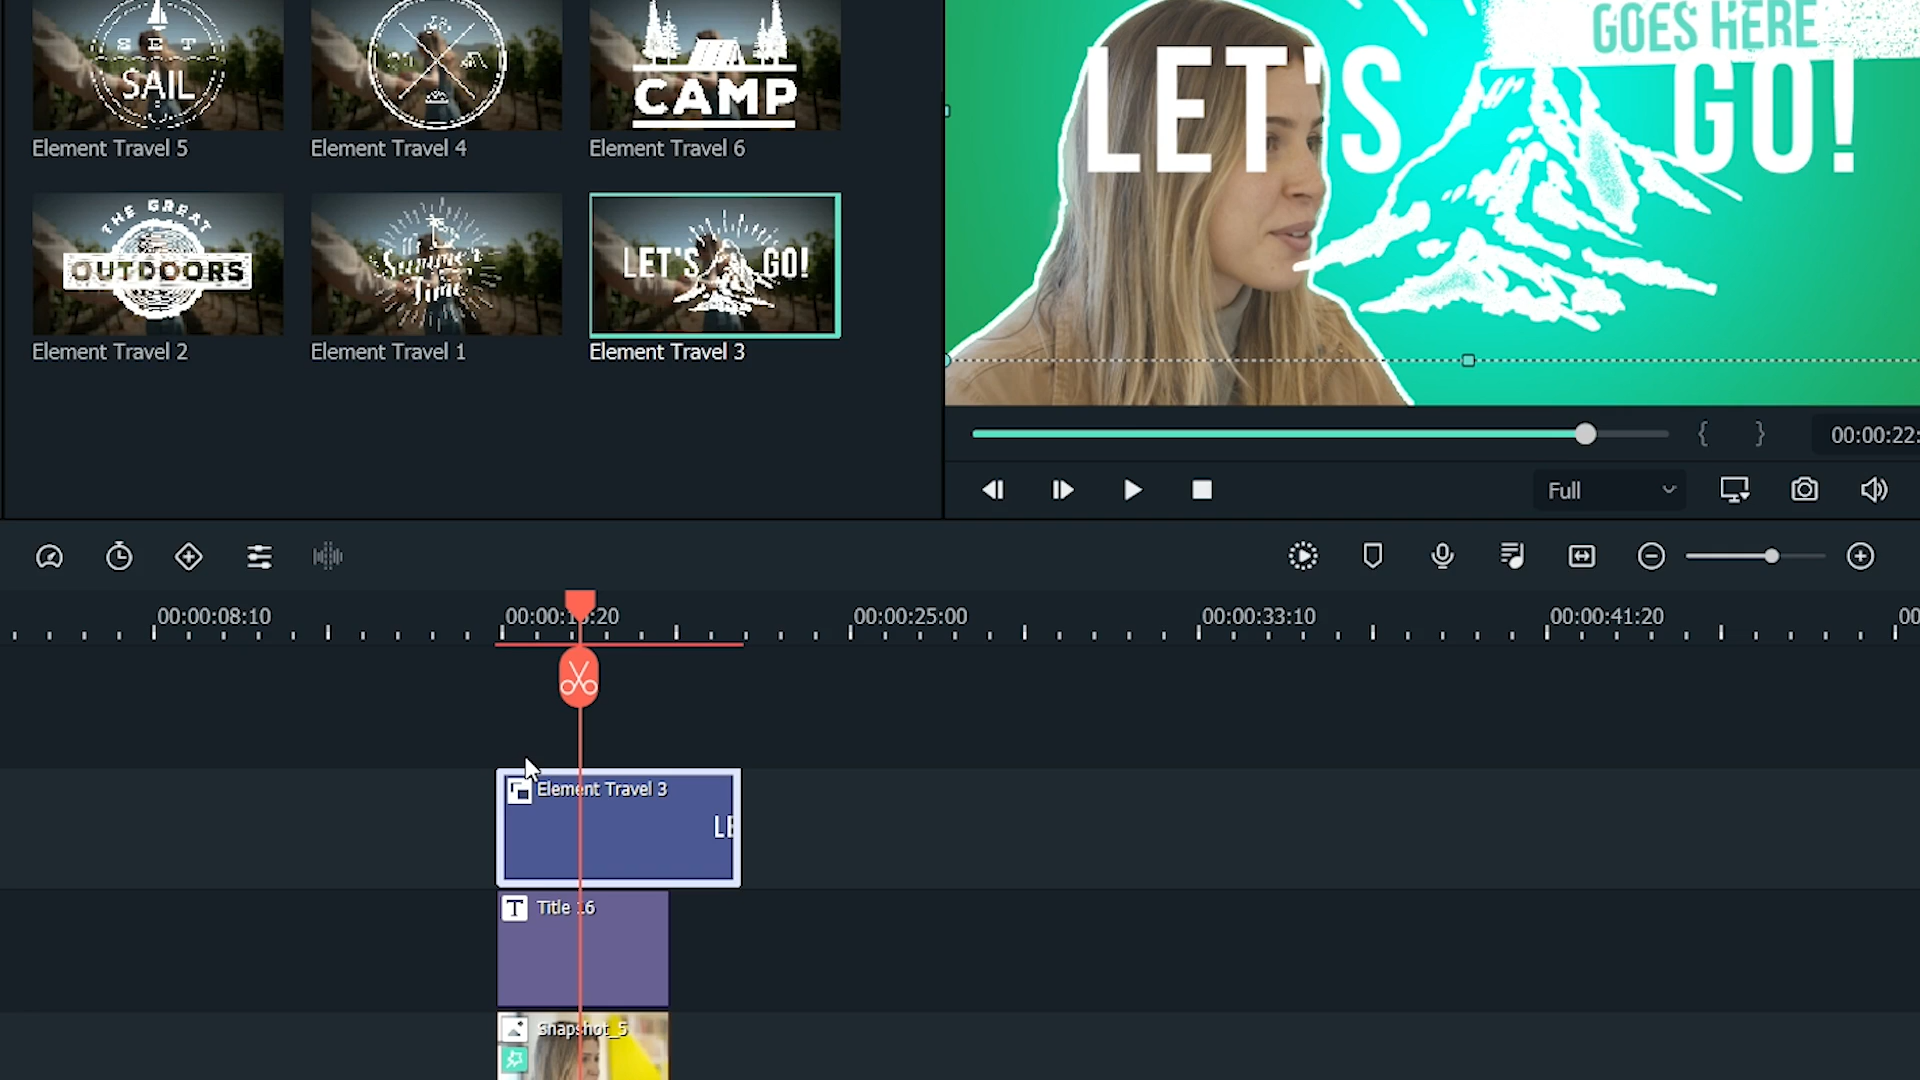 SET
SAIL
CAMP
Element Travel 5
Element Travel 4
Element Travel 6
THE GREAT
OUTDOORS
Summer
Time
LET'S GO!
Element Travel 2
Element Travel 1
Element Travel 3
GOES HERE
LET'S GO!
00:00:22:
Full
00:00:08:10
:20
00:00:25:00
00:00:33:10
00:00:41:20
00
Element Travel 3
LE
T Title 16
Snapshot_5